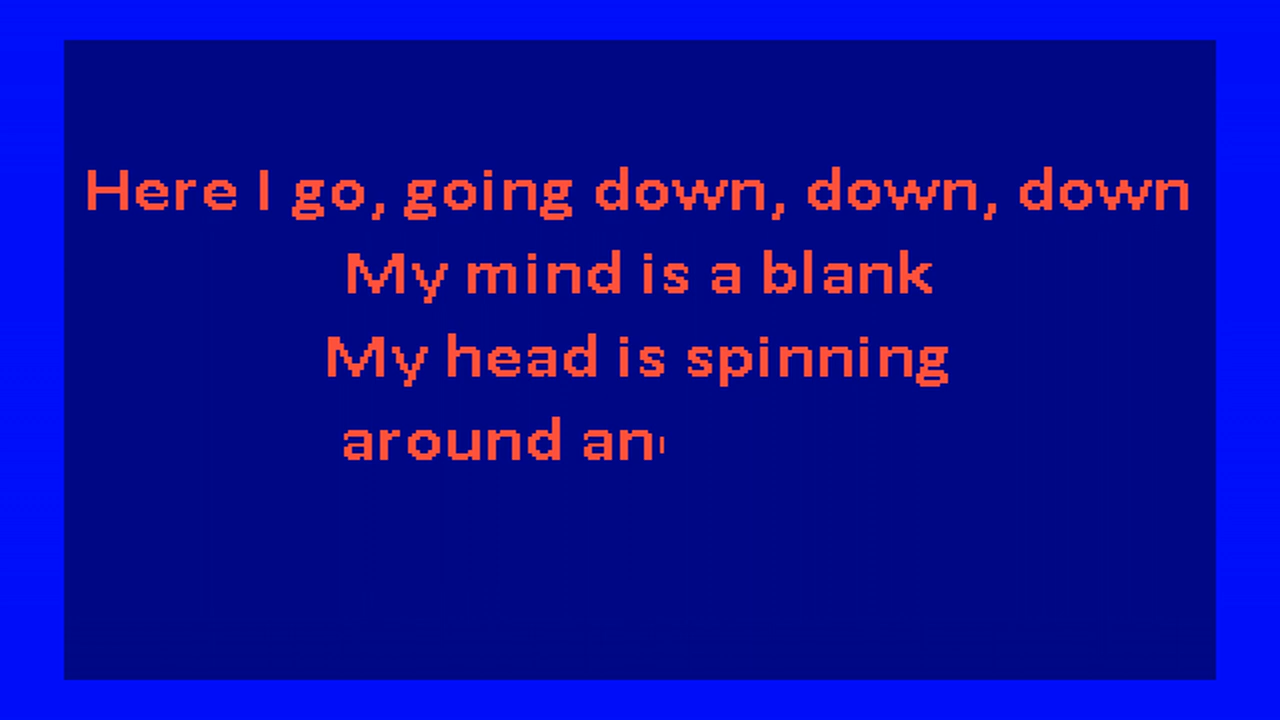 Here I go, going down, down, down
My mind is a blank
My head is spinning
around an